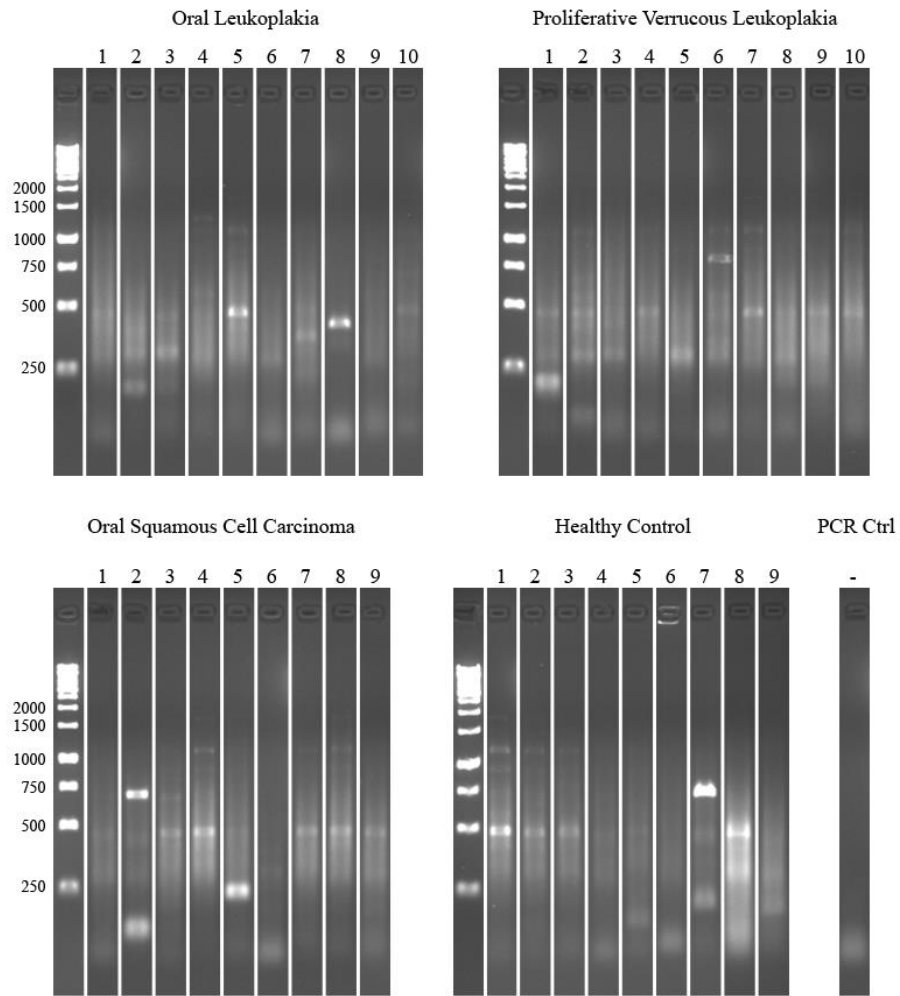 Oral Leukoplakia
Proliferative Verrucous Leukoplakia
1 2 3 4 5 6 7 8 9 10
1 2 3 4 5 6 7 8 9 10
2000
1500
1000
750
500
250
Oral Squamous Cell Carcinoma
Healthy Control
PCR Ctrl
1 2 3 4 5 6 7 8 9
1 2 3 4 5 6 7 8 9
-
2000
1500
1000
750
500
250